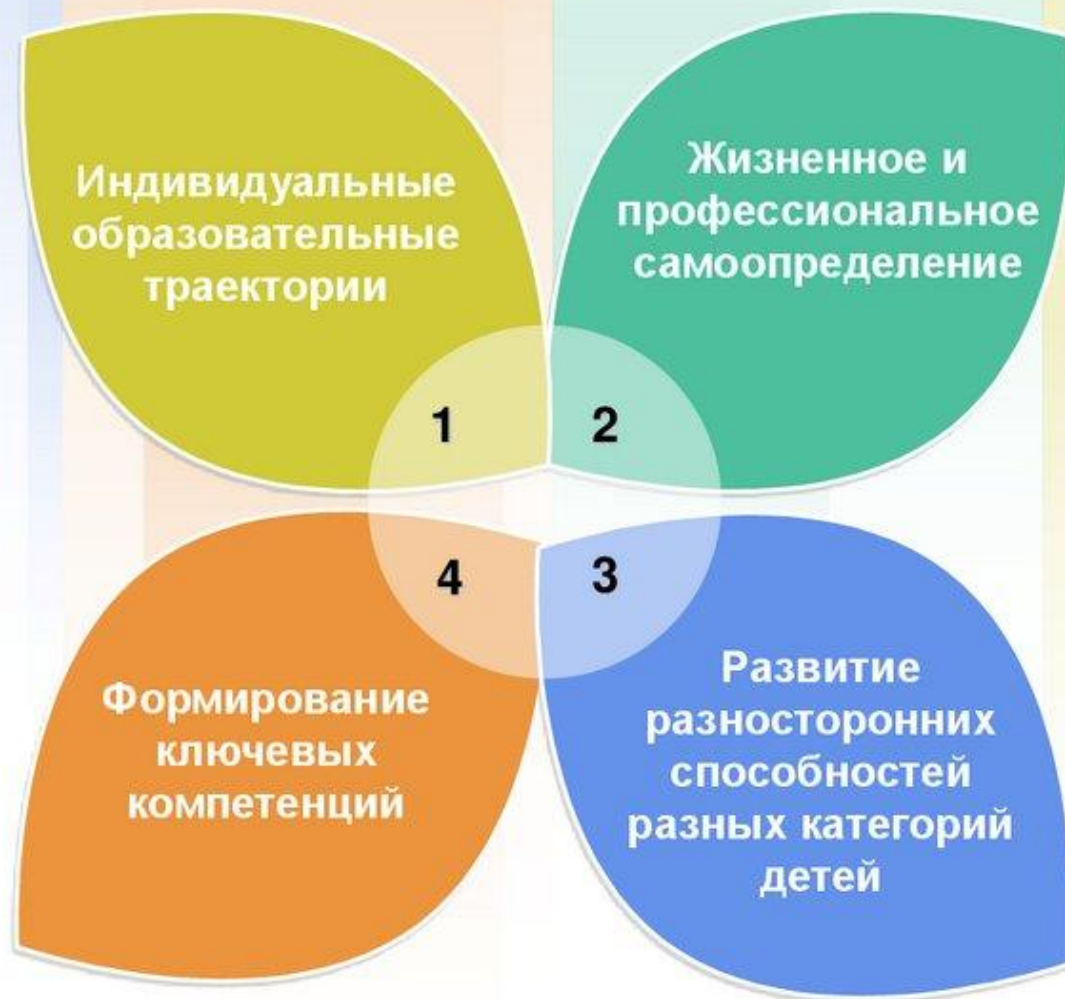 Индивидуальные
образовательные
траектории
1
Жизненное и
профессиональное
самоопределение
2
3
Развитие
разносторонних
способностей
разных категорий
детей
4
Формирование
ключевых
компетенций